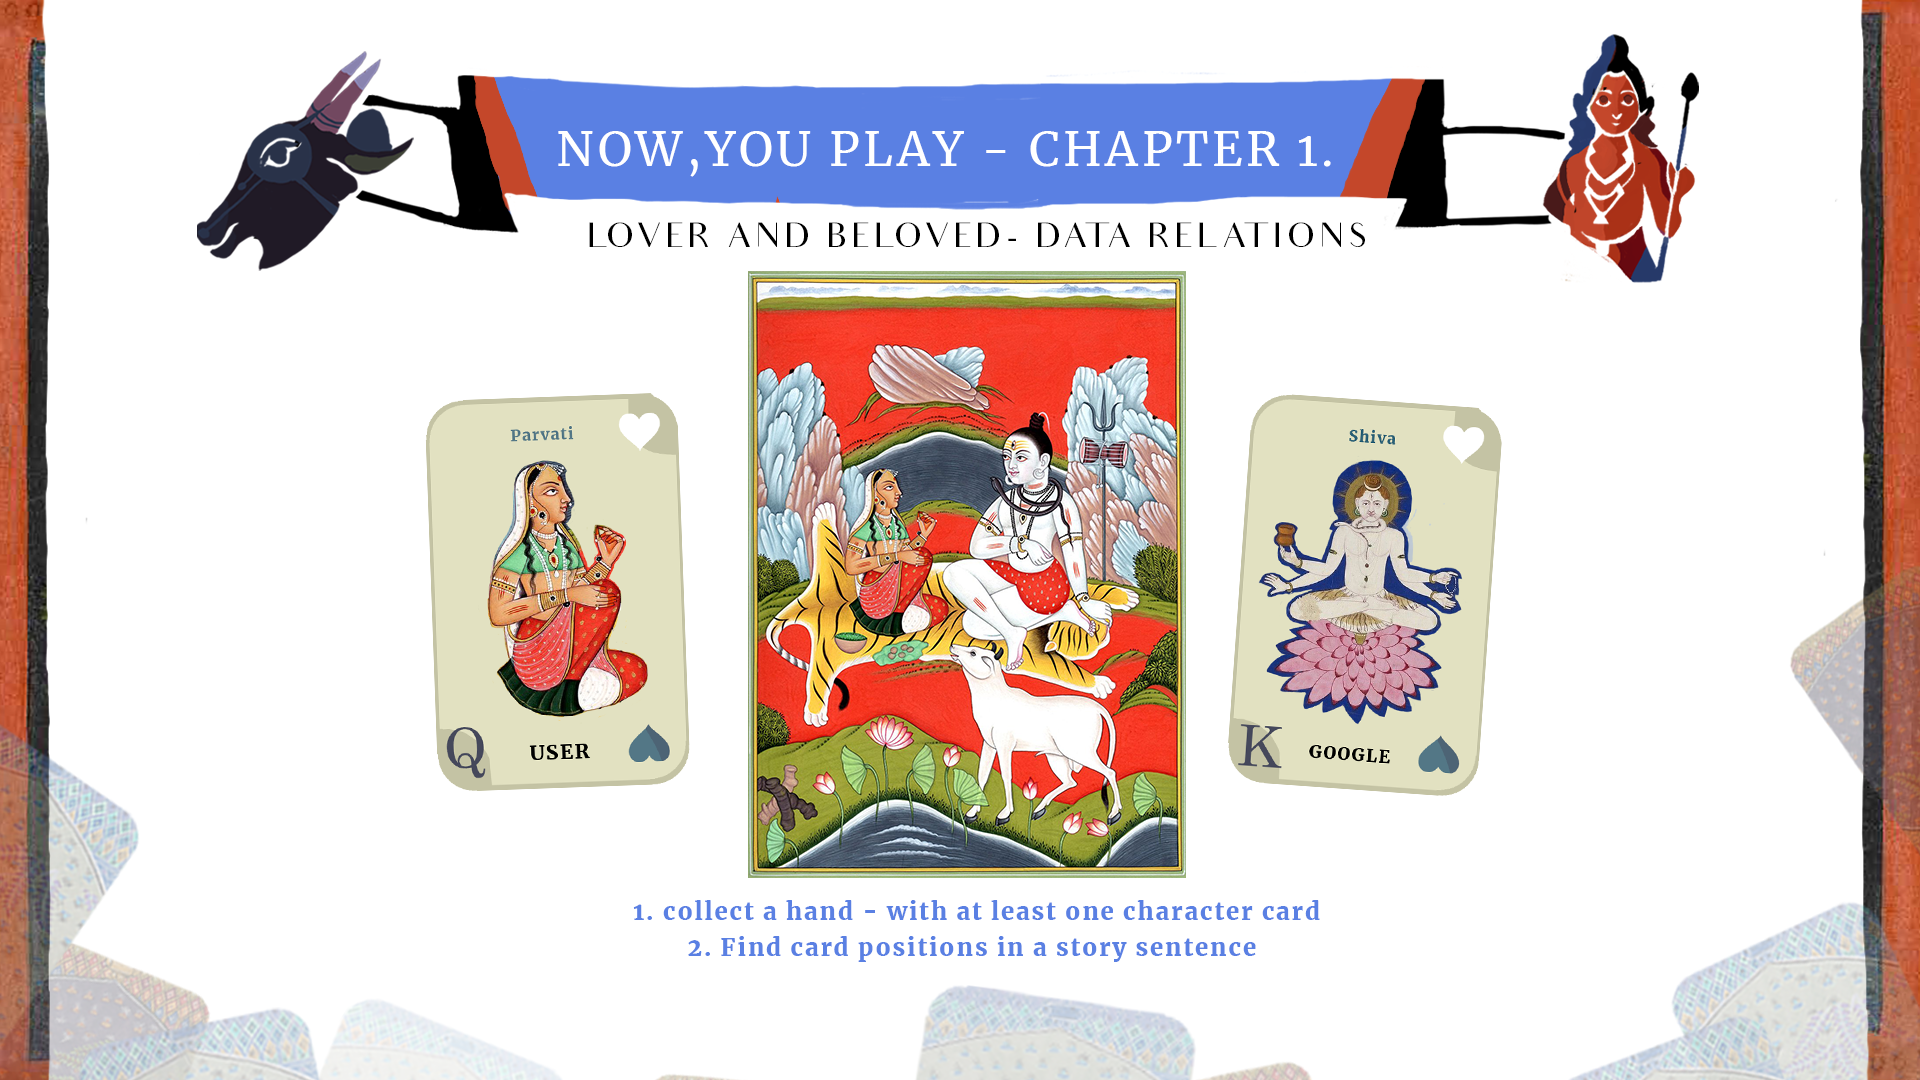 NOW,YOU PLAY - CHAPTER 1.
LOVER AND BELOVED- DATA RELATIONS
Parvati
Q
USER
Shiva
K
GOOGLE
1. collect a hand - with at least one character card
2. Find card positions in a story sentence